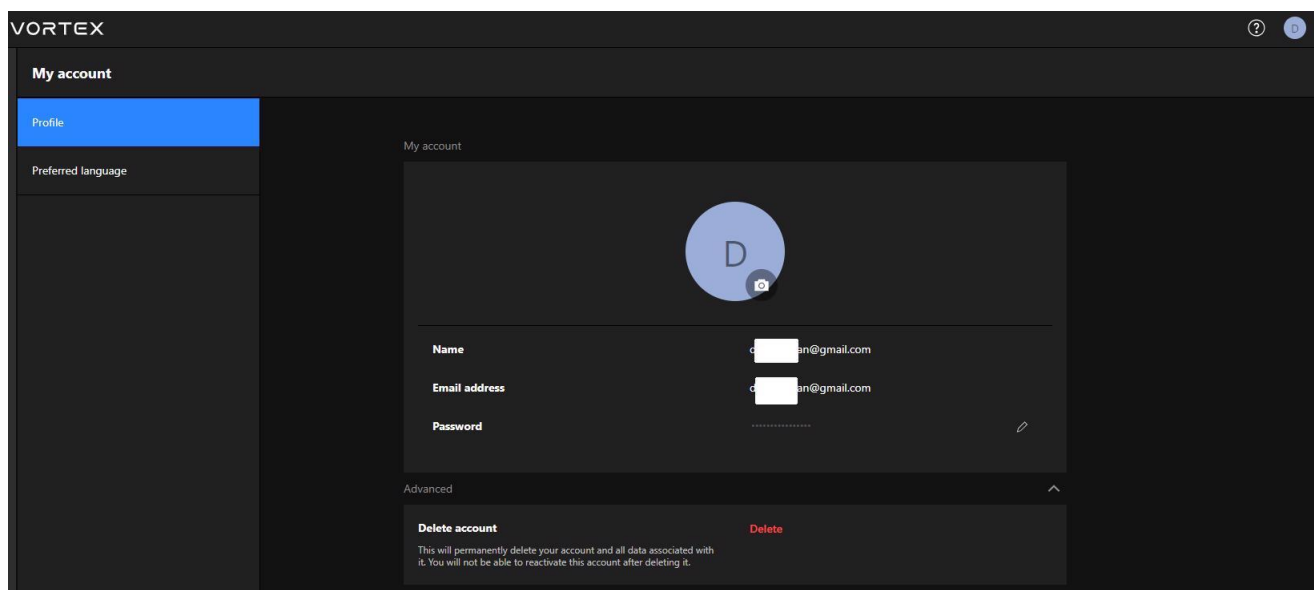 VORTEX
?
D
My account
Profile
Preferred language
My account
D
Name d an@gmail.com
Email address d an@gmail.com
Password ···············
Advanced
Delete account Delete
This will permanently delete your account and all data associated with
it. You will not be able to reactivate this account after deleting it.